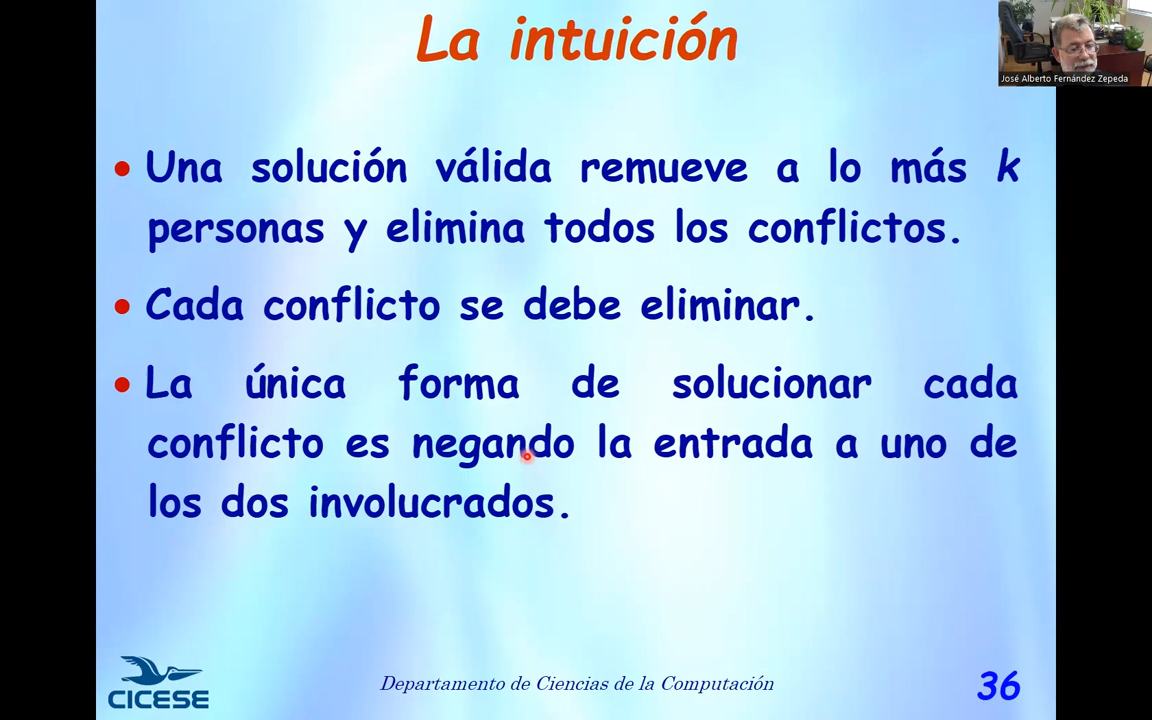 La intuición
José Alberto Fernández Zepeda
• Una solución válida remueve a lo más k
personas y elimina todos los conflictos.
• Cada conflicto se debe eliminar.
• La única forma de solucionar cada
conflicto es negando la entrada a uno de
los dos involucrados.
CICESE
Departamento de Ciencias de la Computación
36